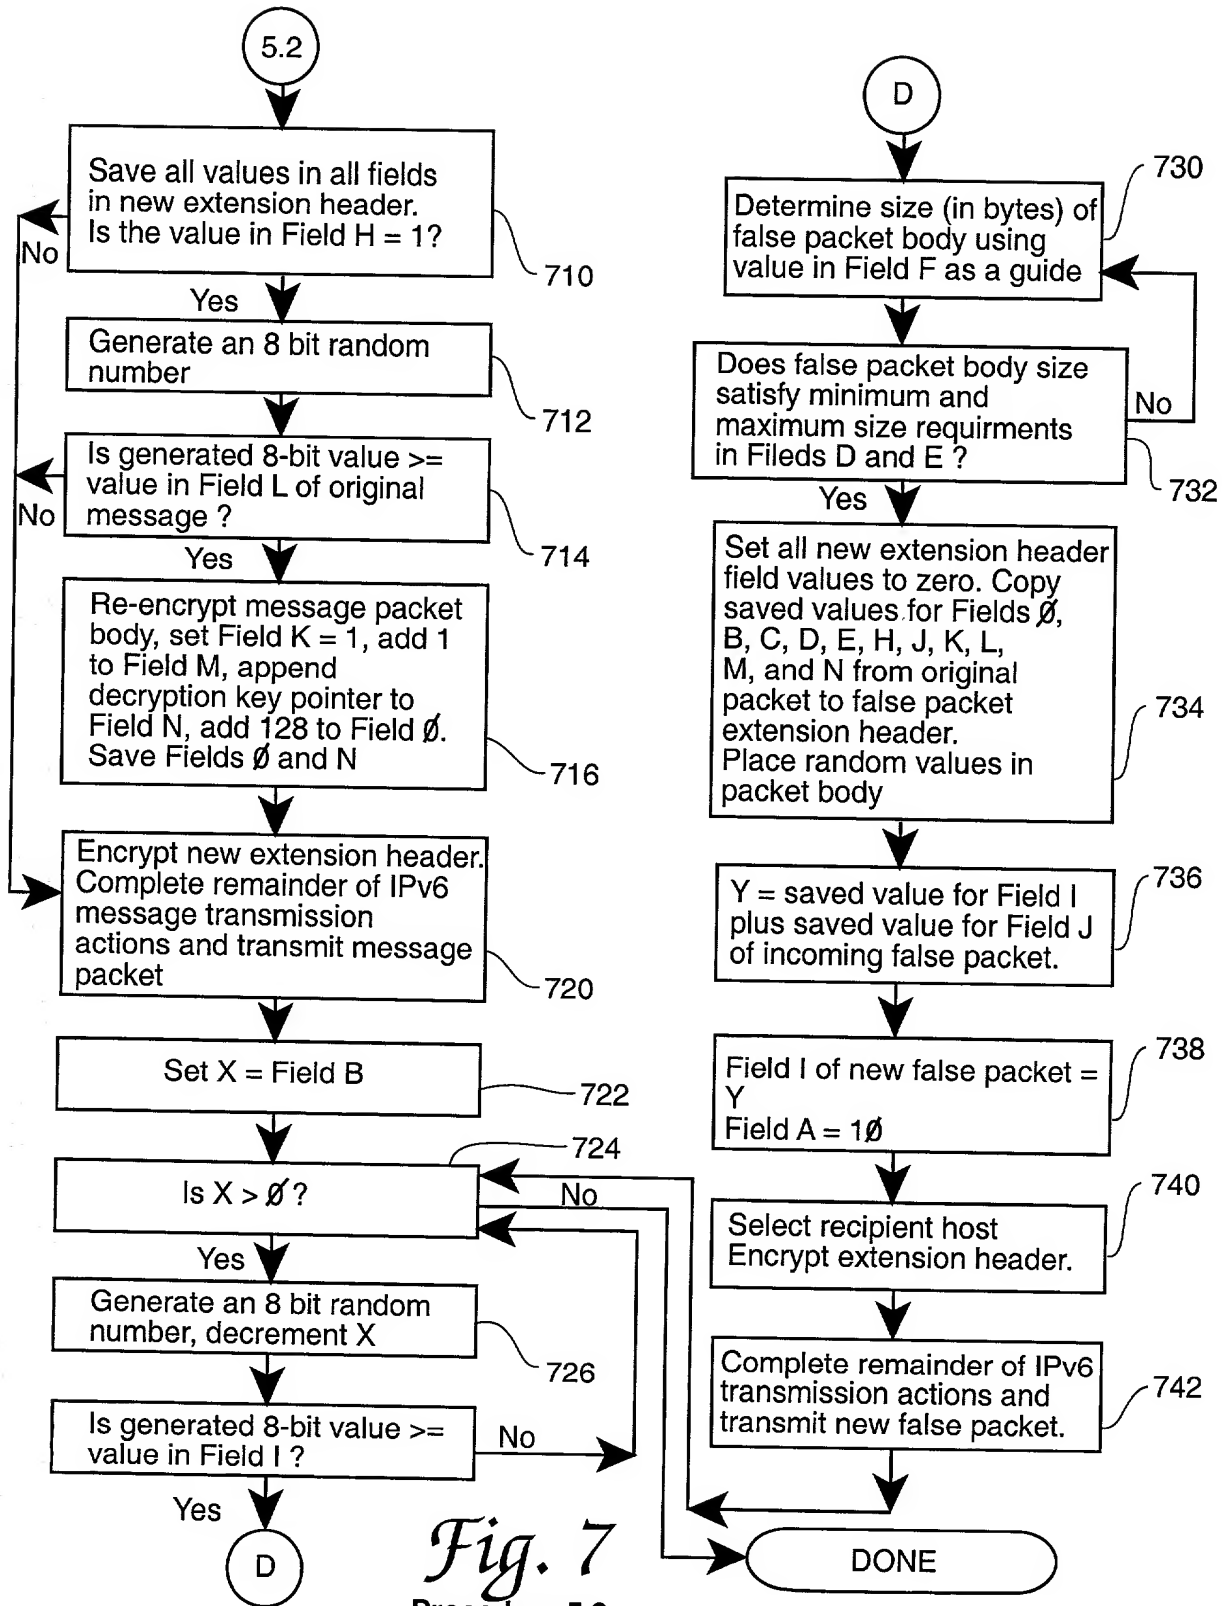 5.2
Save all values in all fields
in new extension header.
Is the value in Field H = 1?
No
710
Yes
Generate an 8 bit random
number
712
Is generated 8-bit value >=
value in Field L of original
message ?
No
714
Yes
Re-encrypt message packet
body, set Field K = 1, add 1
to Field M, append
decryption key pointer to
Field N, add 128 to Field Ø.
Save Fields Ø and N
716
Encrypt new extension header.
Complete remainder of IPv6
message transmission
actions and transmit message
packet
720
Set X = Field B
722
724
Is X > Ø ?
No
Yes
Generate an 8 bit random
number, decrement X
726
Is generated 8-bit value >=
value in Field I ?
No
Yes
D
D
730
Determine size (in bytes) of
false packet body using
value in Field F as a guide
Does false packet body size
satisfy minimum and
maximum size requirments
in Fileds D and E ?
No
732
Yes
Set all new extension header
field values to zero. Copy
saved values for Fields Ø,
B, C, D, E, H, J, K, L,
M, and N from original
packet to false packet
extension header.
Place random values in
packet body
734
Y = saved value for Field I
plus saved value for Field J
of incoming false packet.
736
Field I of new false packet =
Y
Field A = 1Ø
738
Select recipient host
Encrypt extension header.
740
Complete remainder of IPv6
transmission actions and
transmit new false packet.
742
DONE
Fig. 7